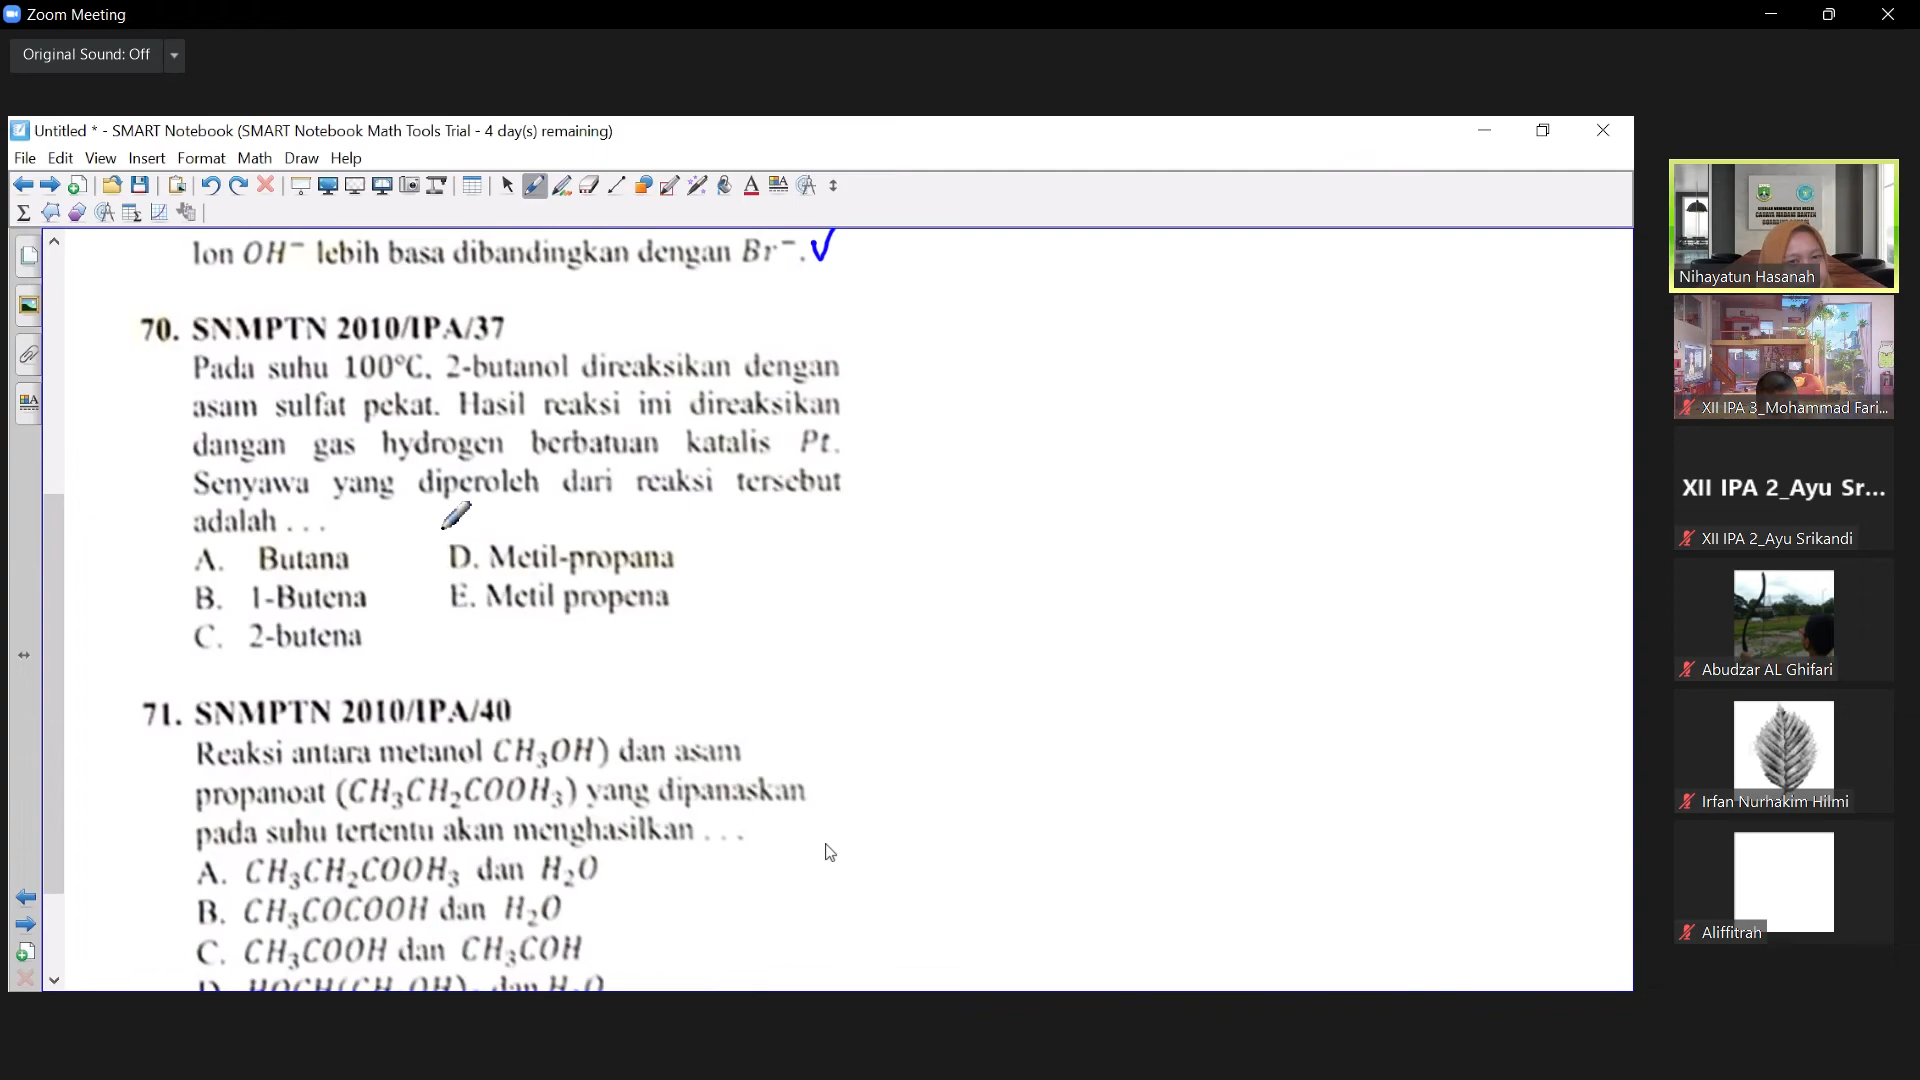 Zoom Meeting
Original Sound: Off
Untitled * - SMART Notebook (SMART Notebook Math Tools Trial - 4 day(s) remaining)
File Edit View Insert Format Math Draw Help
Ion OH⁻ lebih basa dibandingkan dengan Br⁻.
70. SNMPTN 2010/IPA/37
Pada suhu 100°C, 2-butanol direaksikan dengan
asam sulfat pekat. Hasil reaksi ini direaksikan
dangan gas hydrogen berbatuan katalis Pt.
Senyawa yang diperoleh dari reaksi tersebut
adalah . . .
A. Butana D. Metil-propana
B. 1-Butena E. Metil propena
C. 2-butena
71. SNMPTN 2010/IPA/40
Reaksi antara metanol CH₃OH) dan asam
propanoat (CH₃CH₂COOH₃) yang dipanaskan
pada suhu tertentu akan menghasilkan . . .
A. CH₃CH₂COOH₃ dan H₂O
B. CH₃COCOOH dan H₂O
C. CH₃COOH dan CH₃COH
D. HOCH(CH₂OH)₂ dan H₂O
Nihayatun Hasanah
XII IPA 3_Mohammad Fari...
XII IPA 2_Ayu Sr...
XII IPA 2_Ayu Srikandi
Abudzar AL Ghifari
Irfan Nurhakim Hilmi
Aliffitrah